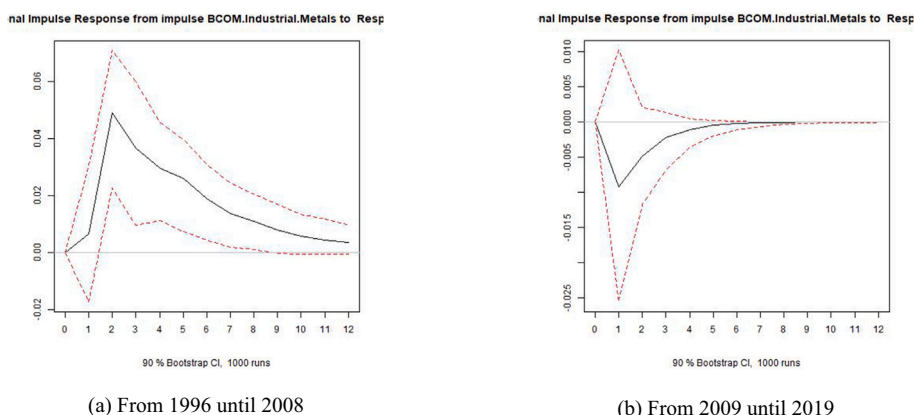 nal Impulse Response from impulse BCOM.Industrial.Metals to Resp
0.06
0.04
0.02
0.00
-0.02
0 1 2 3 4 5 6 7 8 9 10 11 12
90 % Bootstrap CI, 1000 runs
(a) From 1996 until 2008
nal Impulse Response from impulse BCOM.Industrial.Metals to Resp
0.010
0.005
0.000
-0.005
-0.015
-0.025
0 1 2 3 4 5 6 7 8 9 10 11 12
90 % Bootstrap CI, 1000 runs
(b) From 2009 until 2019